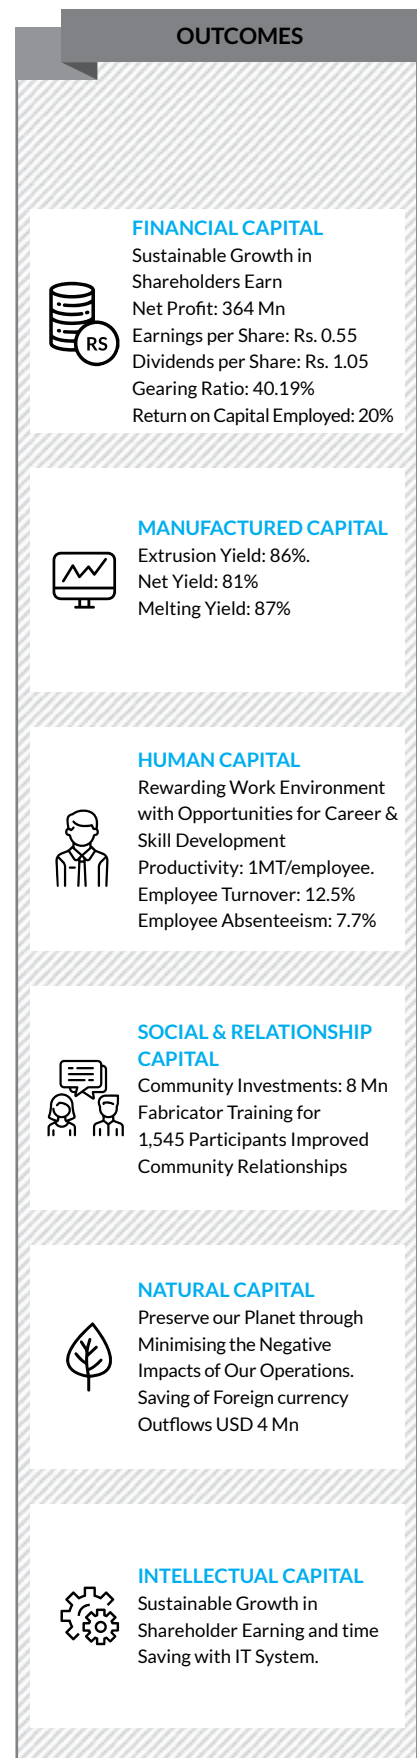 OUTCOMES
FINANCIAL CAPITAL
Sustainable Growth in
Shareholders Earn
Net Profit: 364 Mn
Earnings per Share: Rs. 0.55
Dividends per Share: Rs. 1.05
Gearing Ratio: 40.19%
Return on Capital Employed: 20%
RS
MANUFACTURED CAPITAL
Extrusion Yield: 86%.
Net Yield: 81%
Melting Yield: 87%
HUMAN CAPITAL
Rewarding Work Environment
with Opportunities for Career &
Skill Development
Productivity: 1MT/employee.
Employee Turnover: 12.5%
Employee Absenteeism: 7.7%
SOCIAL & RELATIONSHIP
CAPITAL
Community Investments: 8 Mn
Fabricator Training for
1,545 Participants Improved
Community Relationships
NATURAL CAPITAL
Preserve our Planet through
Minimising the Negative
Impacts of Our Operations.
Saving of Foreign currency
Outflows USD 4 Mn
INTELLECTUAL CAPITAL
Sustainable Growth in
Shareholder Earning and time
Saving with IT System.